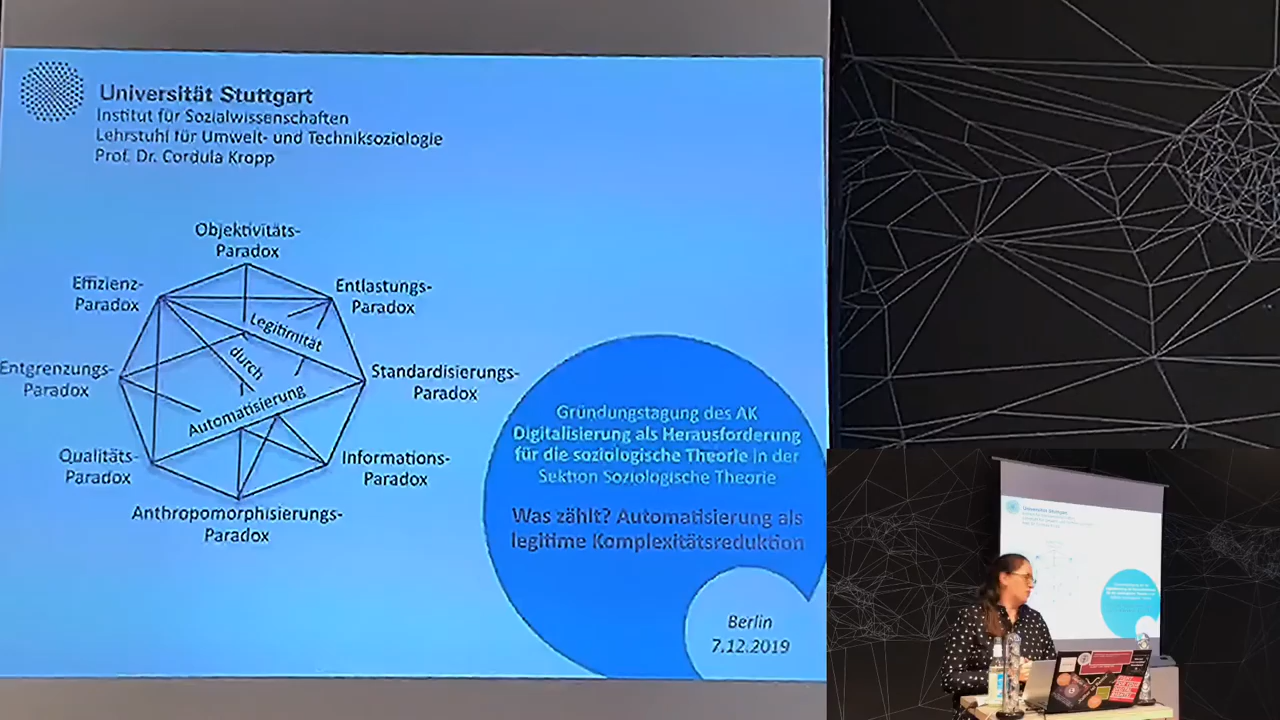 Universität Stuttgart
Institut für Sozialwissenschaften
Lehrstuhl für Umwelt- und Techniksoziologie
Prof. Dr. Cordula Kropp
Objektivitäts-
Paradox
Effizienz-
Paradox
Entlastungs-
Paradox
Legitimität
durch
Automatisierung
Entgrenzungs-
Paradox
Standardisierungs-
Paradox
Qualitäts-
Paradox
Informations-
Paradox
Anthropomorphisierungs-
Paradox
Gründungstagung des AK
Digitalisierung als Herausforderung
für die soziologische Theorie in der
Sektion Soziologische Theorie
Was zählt? Automatisierung als
legitime Komplexitätsreduktion
Berlin
7.12.2019
Universität Stuttgart